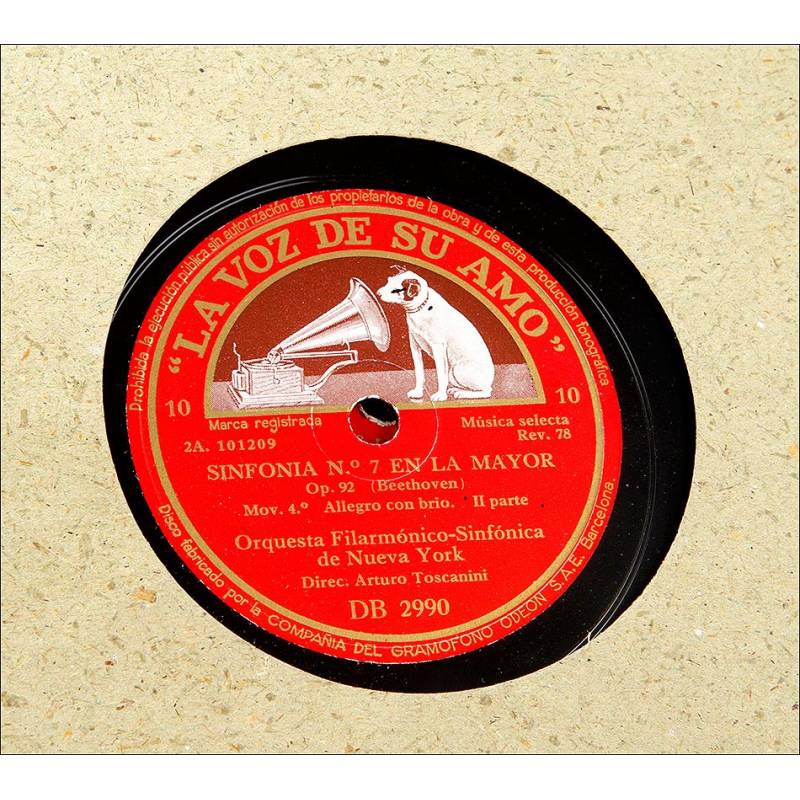 Prohibida la ejecución pública sin autorización de los propietarios de la obra y de esta producción fonográfica
"LA VOZ DE SU AMO"
10 10
Marca registrada Música selecta
2A. 101209 Rev. 78
SINFONIA N.º 7 EN LA MAYOR
Op. 92 (Beethoven)
Mov. 4.º Allegro con brio. II parte
Orquesta Filarmónico-Sinfónica
de Nueva York
Direc. Arturo Toscanini
DB 2990
Disco fabricado por la COMPAÑIA DEL GRAMOFONO ODEON S.A.E. Barcelona.